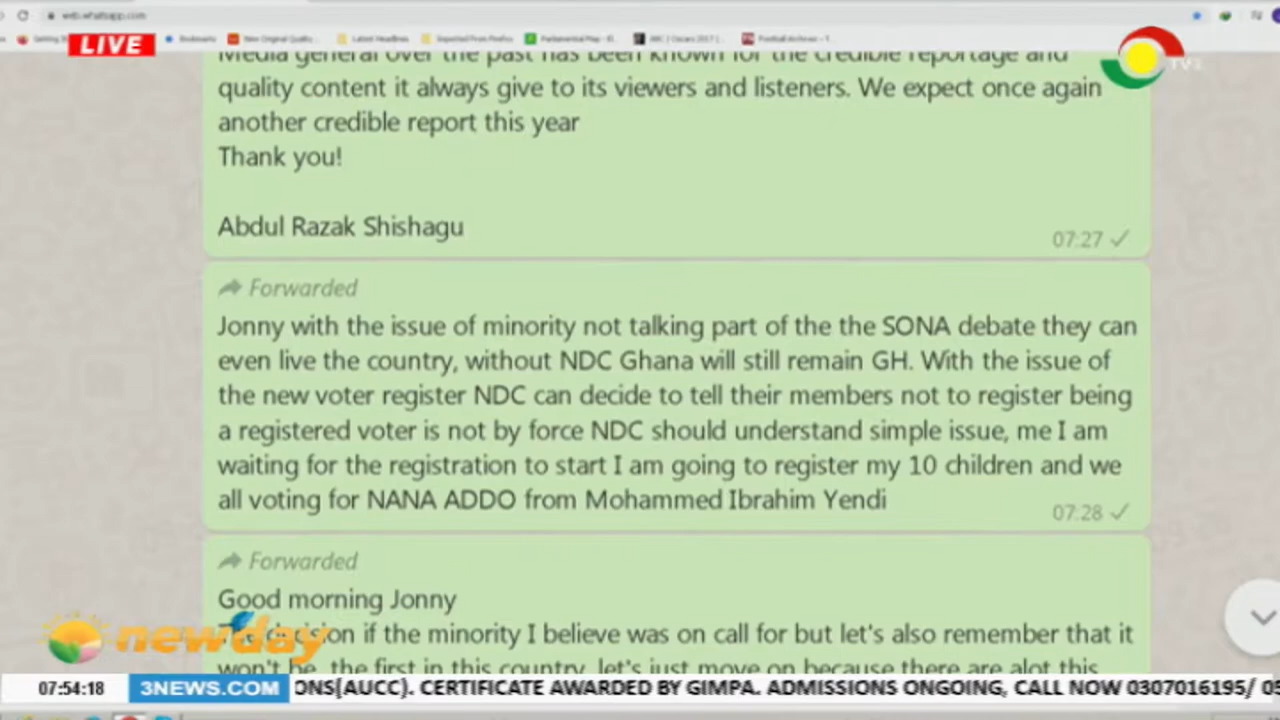 web.whatsapp.com
LIVE
Bookmarks
Latest Headlines
TV3
Media general over the past has been known for the credible reportage and
quality content it always give to its viewers and listeners. We expect once again
another credible report this year
Thank you!
Abdul Razak Shishagu
07:27
Forwarded
Jonny with the issue of minority not talking part of the the SONA debate they can
even live the country, without NDC Ghana will still remain GH. With the issue of
the new voter register NDC can decide to tell their members not to register being
a registered voter is not by force NDC should understand simple issue, me I am
waiting for the registration to start I am going to register my 10 children and we
all voting for NANA ADDO from Mohammed Ibrahim Yendi
07:28
Forwarded
Good morning Jonny
if the minority I believe was on call for but let's also remember that it
won't be, the first in this country, let's just move on because there are alot this
newday
07:54:18 3NEWS.COM ONS(AUCC). CERTIFICATE AWARDED BY GIMPA. ADMISSIONS ONGOING, CALL NOW 0307016195/